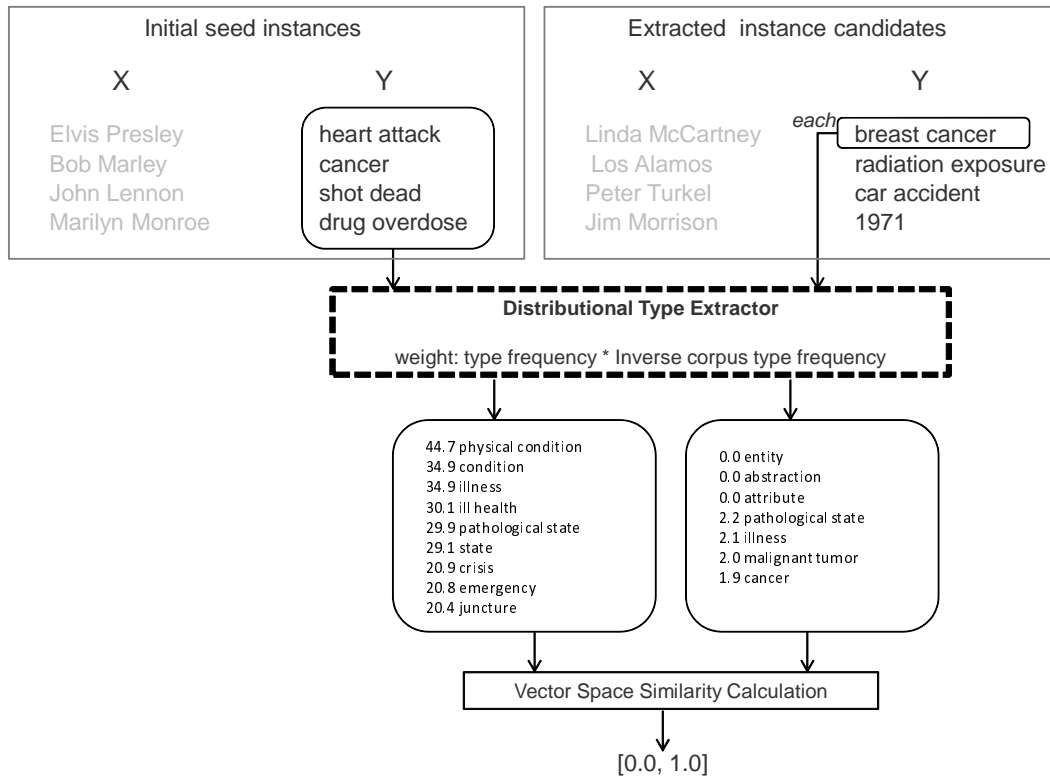 Initial seed instances
X
Y
Elvis Presley
Bob Marley
John Lennon
Marilyn Monroe
heart attack
cancer
shot dead
drug overdose
Extracted instance candidates
X
Y
Linda McCartney
Los Alamos
Peter Turkel
Jim Morrison
each
breast cancer
radiation exposure
car accident
1971
Distributional Type Extractor
weight: type frequency * Inverse corpus type frequency
44.7 physical condition
34.9 condition
34.9 illness
30.1 ill health
29.9 pathological state
29.1 state
20.9 crisis
20.8 emergency
20.4 juncture
0.0 entity
0.0 abstraction
0.0 attribute
2.2 pathological state
2.1 illness
2.0 malignant tumor
1.9 cancer
Vector Space Similarity Calculation
[0.0, 1.0]